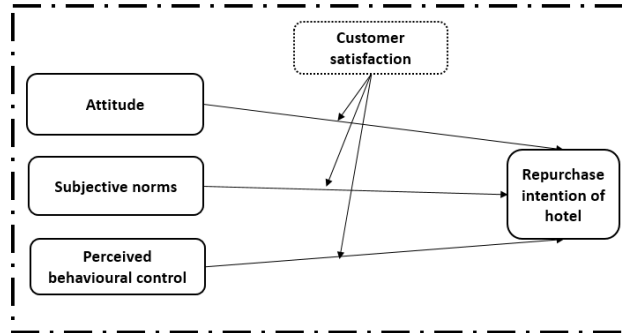 Customer
satisfaction
Attitude
Subjective norms
Repurchase
intention of
hotel
Perceived
behavioural control